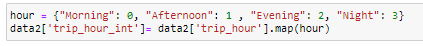 hour = {"Morning": 0, "Afternoon": 1 , "Evening": 2, "Night": 3}
data2['trip_hour_int']= data2['trip_hour'].map(hour)